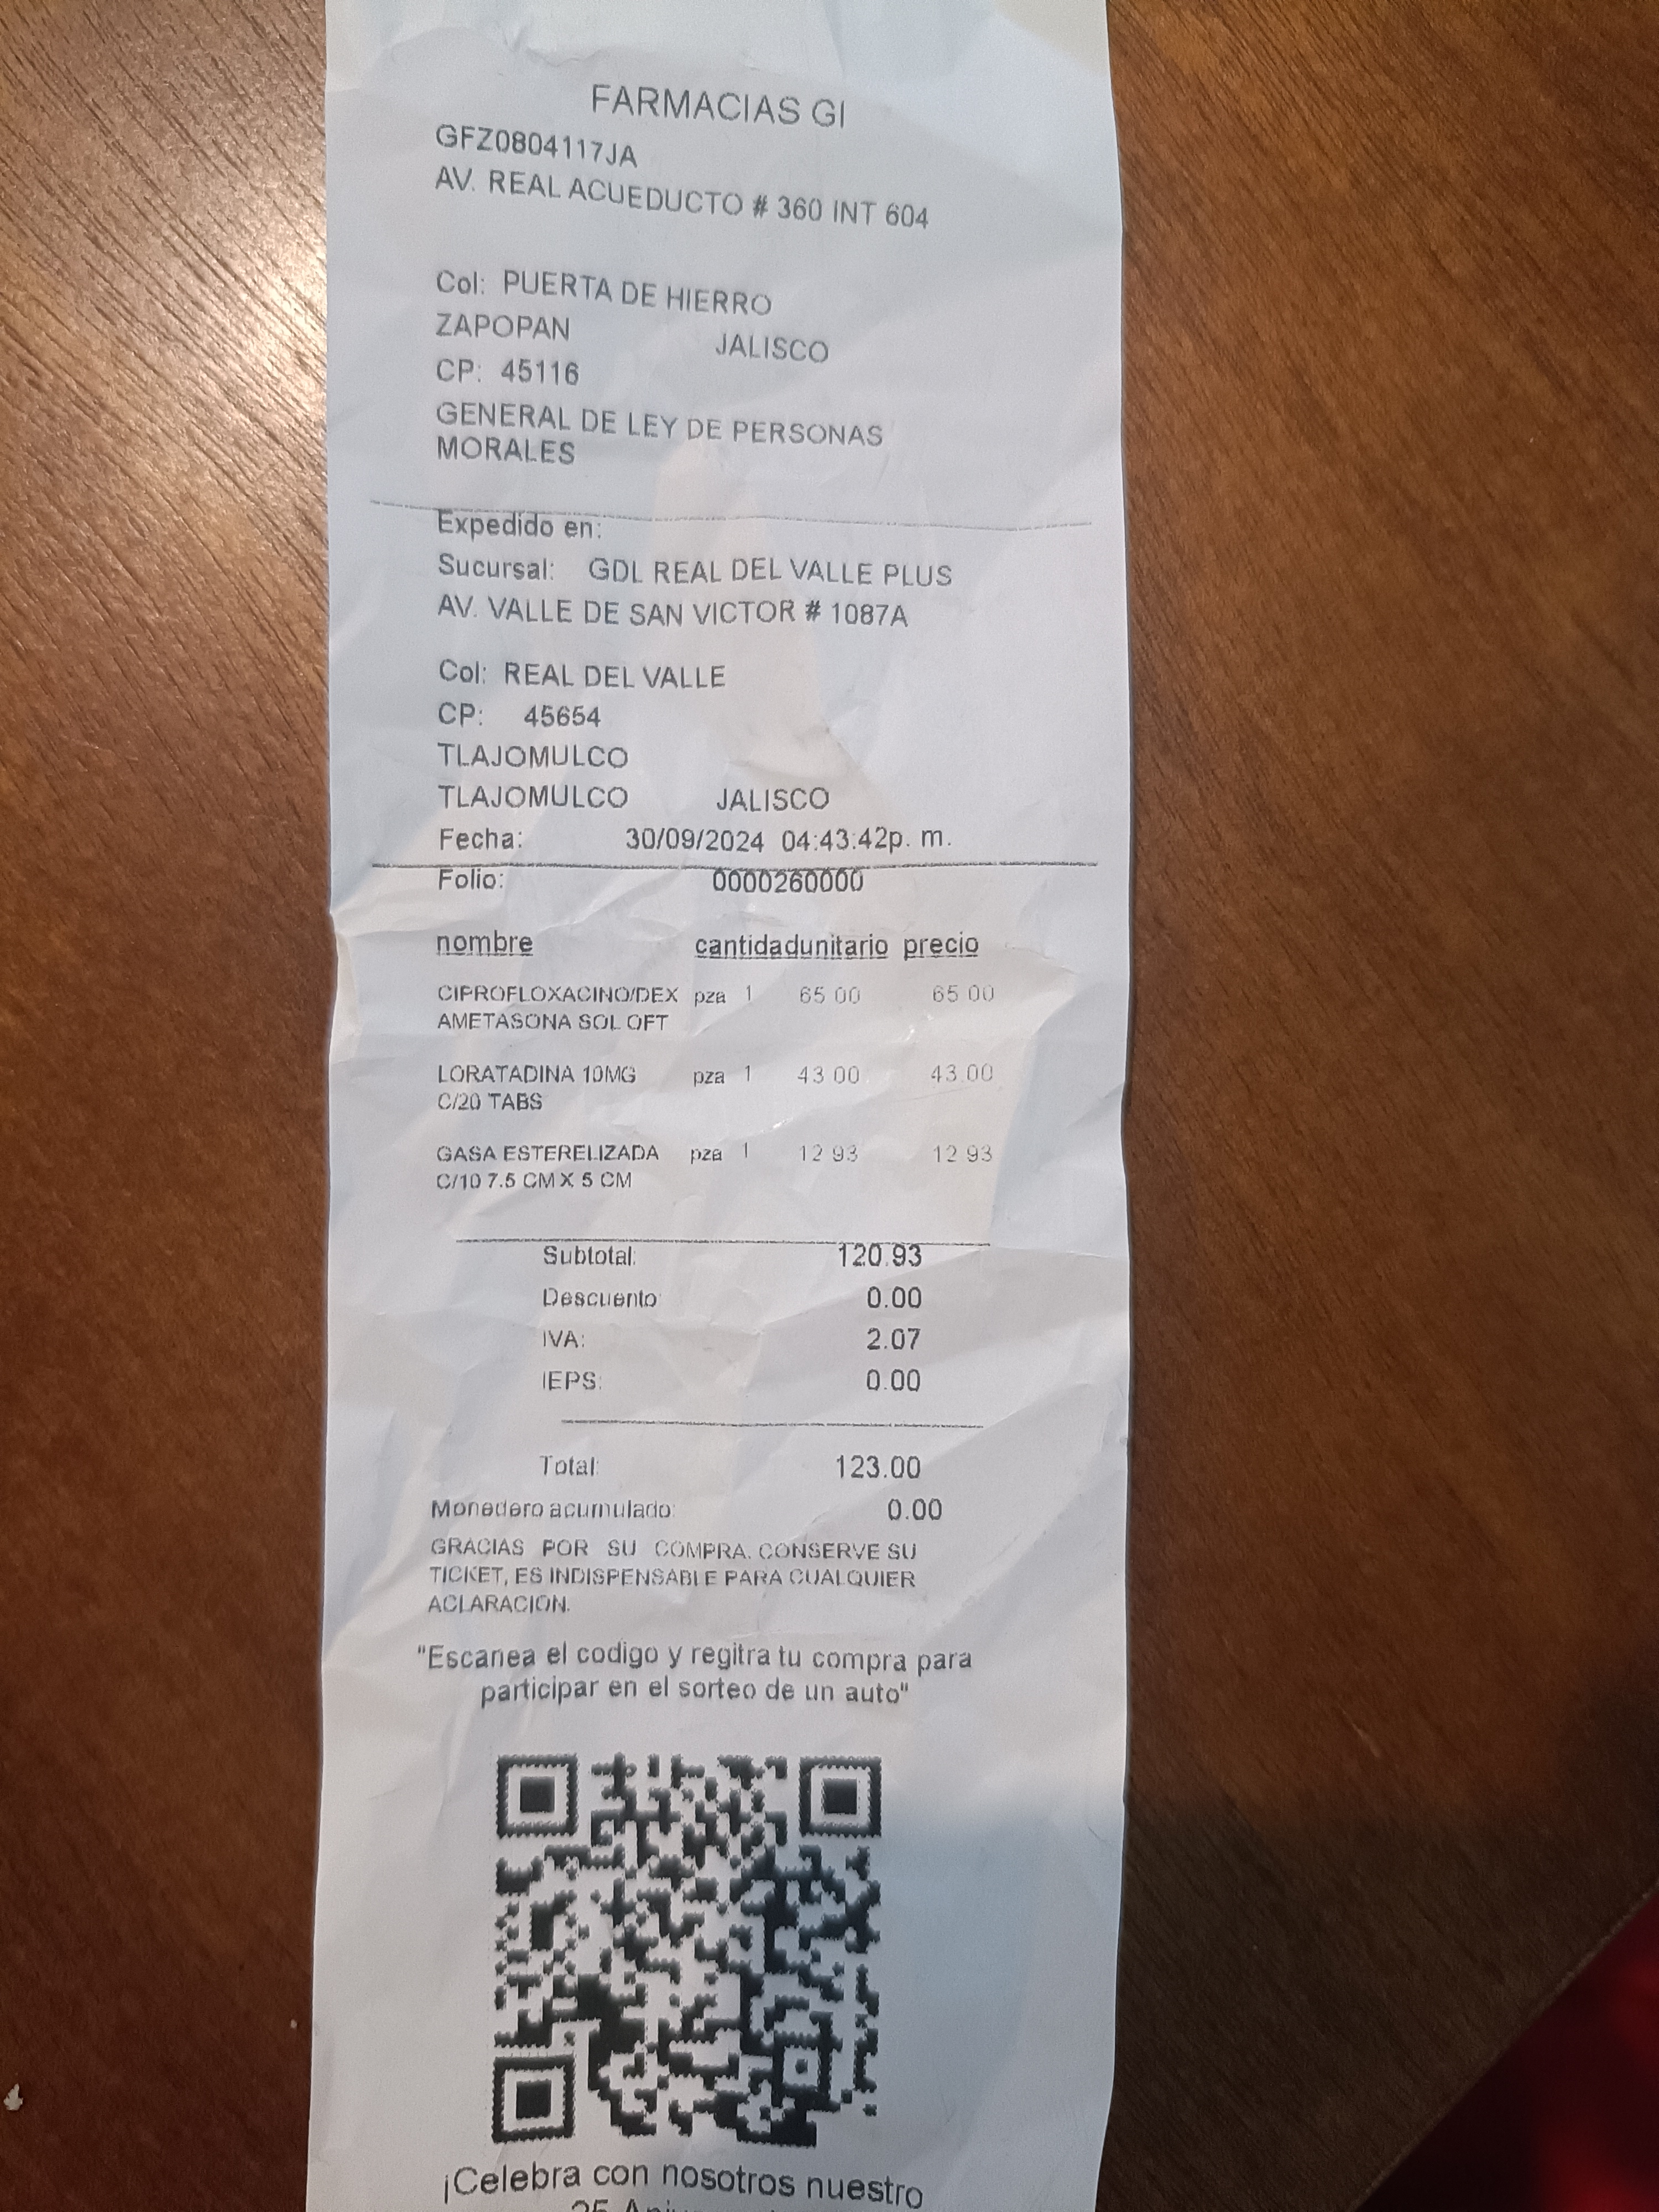 FARMACIAS GI
GFZ0804117JA
AV. REAL ACUEDUCTO # 360 INT 604
Col: PUERTA DE HIERRO
ZAPOPAN JALISCO
CP: 45116
GENERAL DE LEY DE PERSONAS
MORALES
Expedido en:
Sucursal: GDL REAL DEL VALLE PLUS
AV. VALLE DE SAN VICTOR # 1087A
Col: REAL DEL VALLE
CP: 45654
TLAJOMULCO
TLAJOMULCO JALISCO
Fecha: 30/09/2024 04:43:42p. m.
Folio: 0000260000
nombre cantidadunitario precio
CIPROFLOXACINO/DEX pza 1 65.00 65.00
AMETASONA SOL OFT
LORATADINA 10MG pza 1 43.00 43.00
C/20 TABS
GASA ESTERELIZADA pza 1 12.93 12.93
C/10 7.5 CM X 5 CM
Subtotal: 120.93
Descuento: 0.00
IVA: 2.07
IEPS: 0.00
Total: 123.00
Monedero acumulado: 0.00
GRACIAS POR SU COMPRA. CONSERVE SU
TICKET, ES INDISPENSABLE PARA CUALQUIER
ACLARACION.
"Escanea el codigo y regitra tu compra para
participar en el sorteo de un auto"
¡Celebra con nosotros nuestro